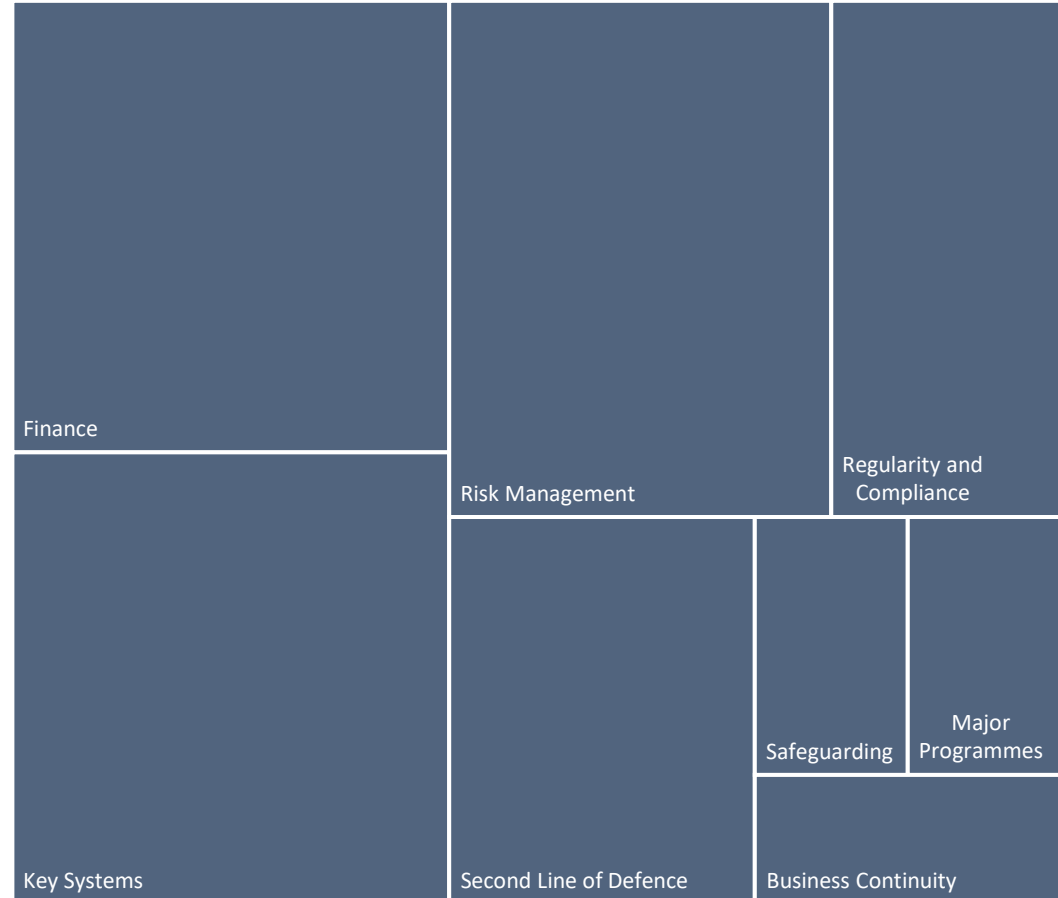 Finance
Risk Management
Regularity and
Compliance
Key Systems
Second Line of Defence
Safeguarding
Major
Programmes
Business Continuity